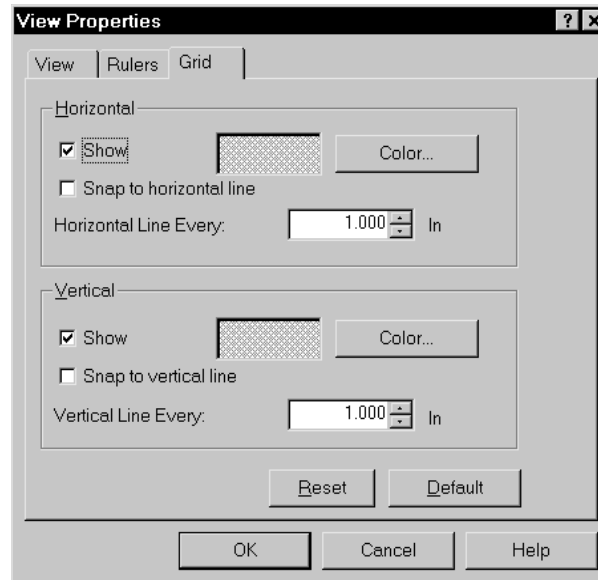 View Properties ? X
View Rulers Grid
Horizontal
Show Color...
Snap to horizontal line
Horizontal Line Every: 1.000 In
Vertical
Show Color...
Snap to vertical line
Vertical Line Every: 1.000 In
Reset Default
OK Cancel Help